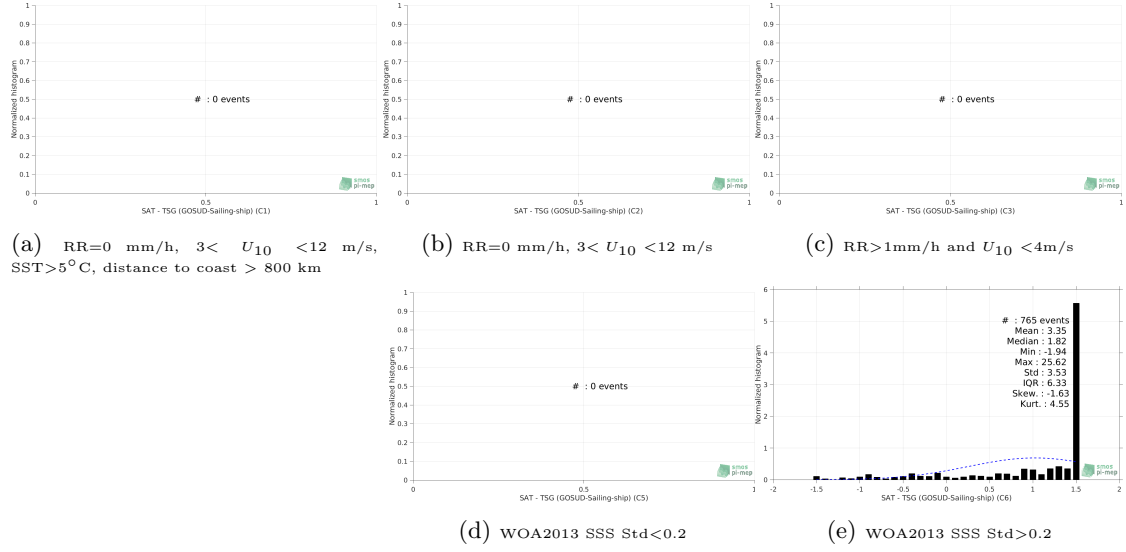 1
0.9
0.8
0.7
0.6
0.5
0.4
0.3
0.2
0.1
0
Normalized histogram
# : 0 events
0 0.5 1
SAT - TSG (GOSUD-Sailing-ship) (C1)
smos
pi-mep
(a) RR=0 mm/h, 3< U10 <12 m/s,
SST>5°C, distance to coast > 800 km
1
0.9
0.8
0.7
0.6
0.5
0.4
0.3
0.2
0.1
0
Normalized histogram
# : 0 events
0 0.5 1
SAT - TSG (GOSUD-Sailing-ship) (C2)
smos
pi-mep
(b) RR=0 mm/h, 3< U10 <12 m/s
1
0.9
0.8
0.7
0.6
0.5
0.4
0.3
0.2
0.1
0
Normalized histogram
# : 0 events
0 0.5 1
SAT - TSG (GOSUD-Sailing-ship) (C3)
smos
pi-mep
(c) RR>1mm/h and U10 <4m/s
1
0.9
0.8
0.7
0.6
0.5
0.4
0.3
0.2
0.1
0
Normalized histogram
# : 0 events
0 0.5 1
SAT - TSG (GOSUD-Sailing-ship) (C5)
smos
pi-mep
(d) WOA2013 SSS Std<0.2
6
5
4
3
2
1
0
Normalized histogram
# : 765 events
Mean : 3.35
Median : 1.82
Min : -1.94
Max : 25.62
Std : 3.53
IQR : 6.33
Skew. : -1.63
Kurt. : 4.55
-2 -1.5 -1 -0.5 0 0.5 1 1.5 2
SAT - TSG (GOSUD-Sailing-ship) (C6)
smos
pi-mep
(e) WOA2013 SSS Std>0.2